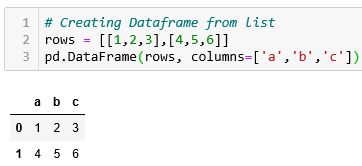 1 # Creating Dataframe from list
2 rows = [[1,2,3],[4,5,6]]
3 pd.DataFrame(rows, columns=['a','b','c'])
a b c
0 1 2 3
1 4 5 6